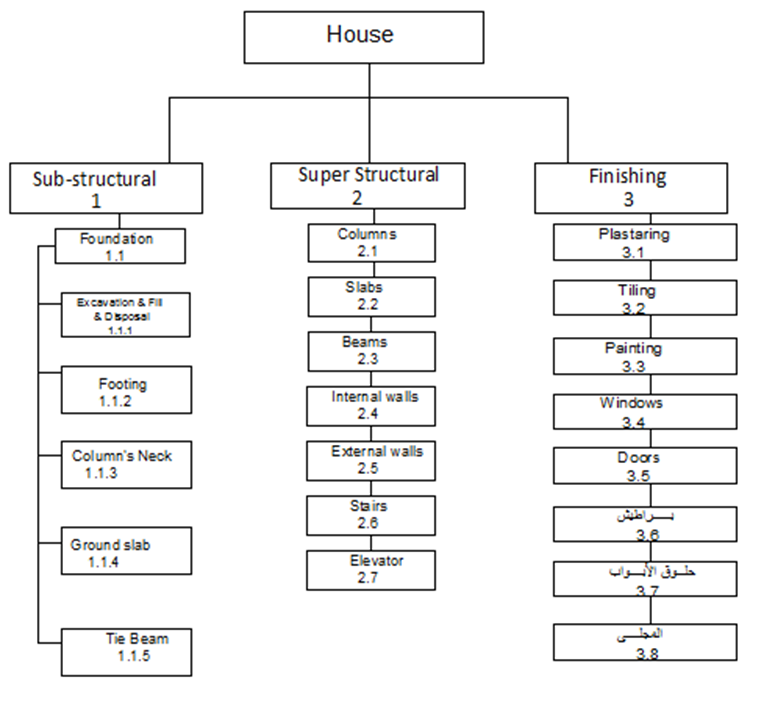 House
Sub-structural
1
Foundation
1.1
Excavation & Fill
& Disposal
1.1.1
Footing
1.1.2
Column's Neck
1.1.3
Ground slab
1.1.4
Tie Beam
1.1.5
Super Structural
2
Columns
2.1
Slabs
2.2
Beams
2.3
Internal walls
2.4
External walls
2.5
Stairs
2.6
Elevator
2.7
Finishing
3
Plastaring
3.1
Tiling
3.2
Painting
3.3
Windows
3.4
Doors
3.5
بـــراطيش
3.6
حلــوق الأبــواب
3.7
المجلــى
3.8